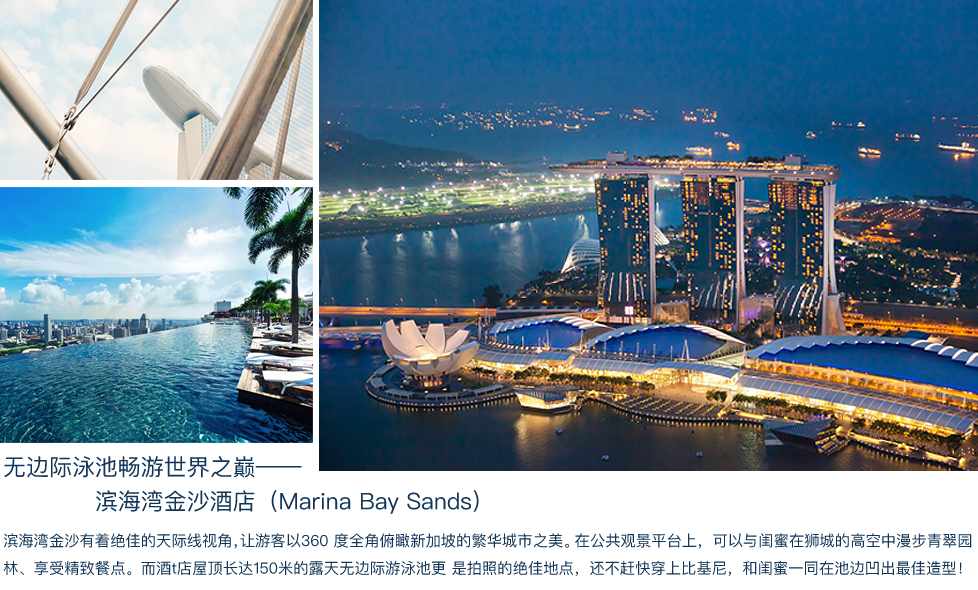 无边际泳池畅游世界之巅——
滨海湾金沙酒店（Marina Bay Sands）
滨海湾金沙有着绝佳的天际线视角,让游客以360 度全角俯瞰新加坡的繁华城市之美。在公共观景平台上，可以与闺蜜在狮城的高空中漫步青翠园
林、享受精致餐点。而酒t店屋顶长达150米的露天无边际游泳池更 是拍照的绝佳地点，还不赶快穿上比基尼，和闺蜜一同在池边凹出最佳造型！